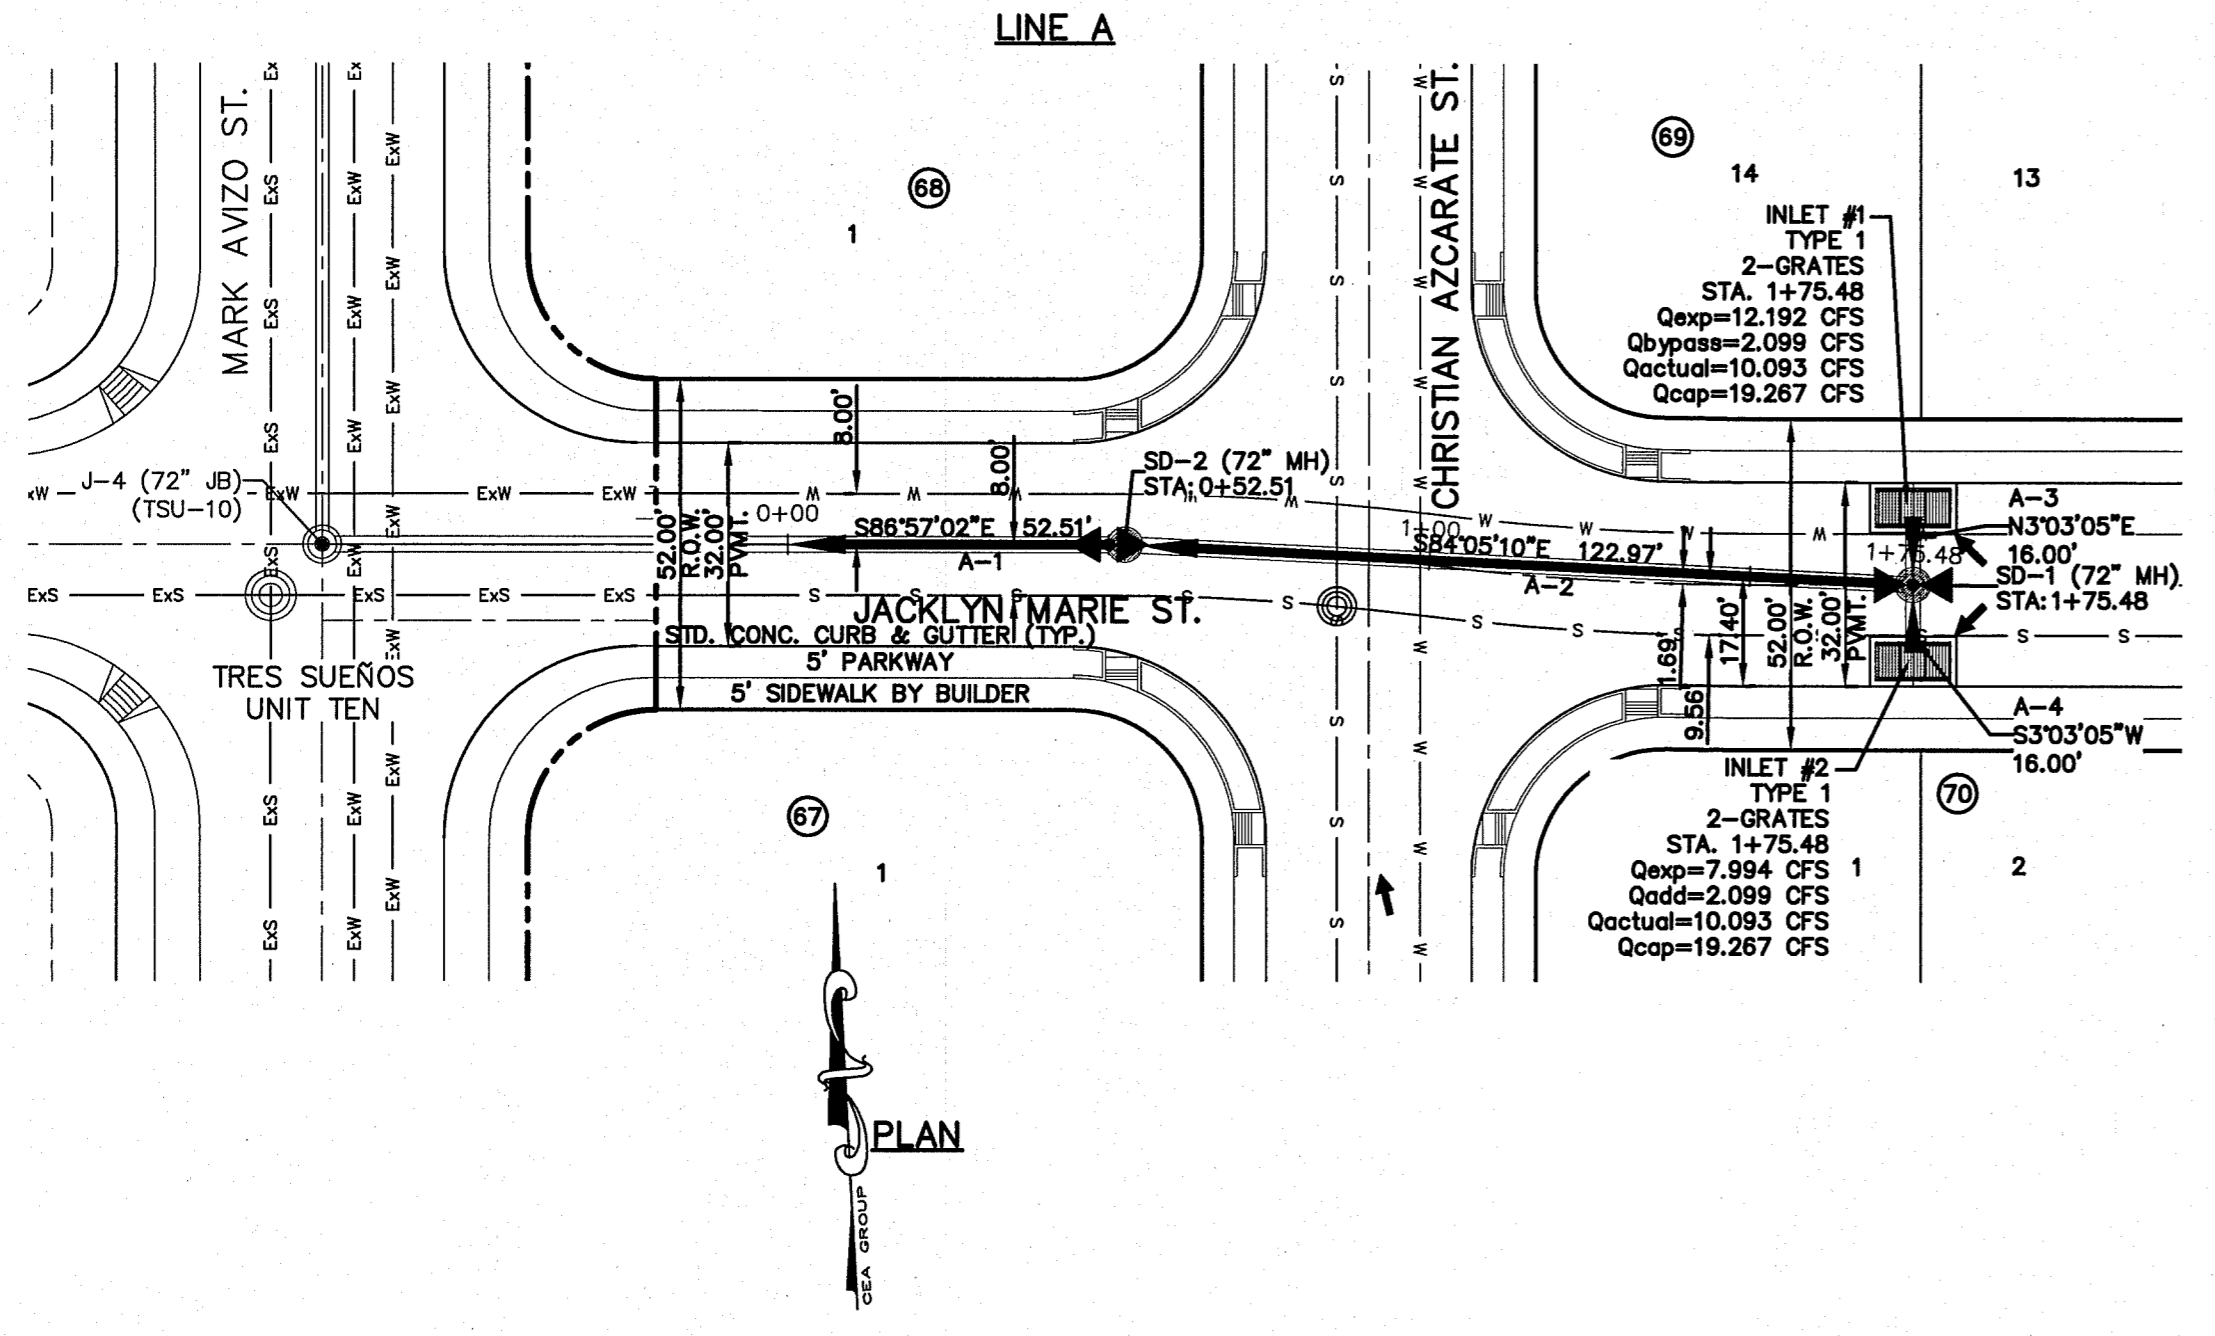 LINE A
MARK AVIZO ST.
CHRISTIAN AZCARATE ST.
68
1
69
14
13
INLET #1
TYPE 1
2-GRATES
STA. 1+75.48
Qexp=12.192 CFS
Qbypass=2.099 CFS
Qactual=10.093 CFS
Qcap=19.267 CFS
J-4 (72" JB)
(TSU-10)
8.00'
8.00'
SD-2 (72" MH)
STA: 0+52.51
0+00
S86°57'02"E 52.51'
A-1
1+00
S84°05'10"E 122.97'
A-2
A-3
N3°03'05"E
16.00'
1+75.48
SD-1 (72" MH)
STA: 1+75.48
52.00'
R.O.W.
32.00'
PVMT.
JACKLYN MARIE ST.
STD. CONC. CURB & GUTTER (TYP.)
5' PARKWAY
5' SIDEWALK BY BUILDER
1.69'
9.56'
17.40'
52.00'
R.O.W.
32.00'
PVMT.
TRES SUEÑOS
UNIT TEN
A-4
S3°03'05"W
16.00'
INLET #2
TYPE 1
2-GRATES
STA. 1+75.48
Qexp=7.994 CFS
Qadd=2.099 CFS
Qactual=10.093 CFS
Qcap=19.267 CFS
70
1
2
67
1
ExW
ExS
W
S
PLAN
CEA GROUP